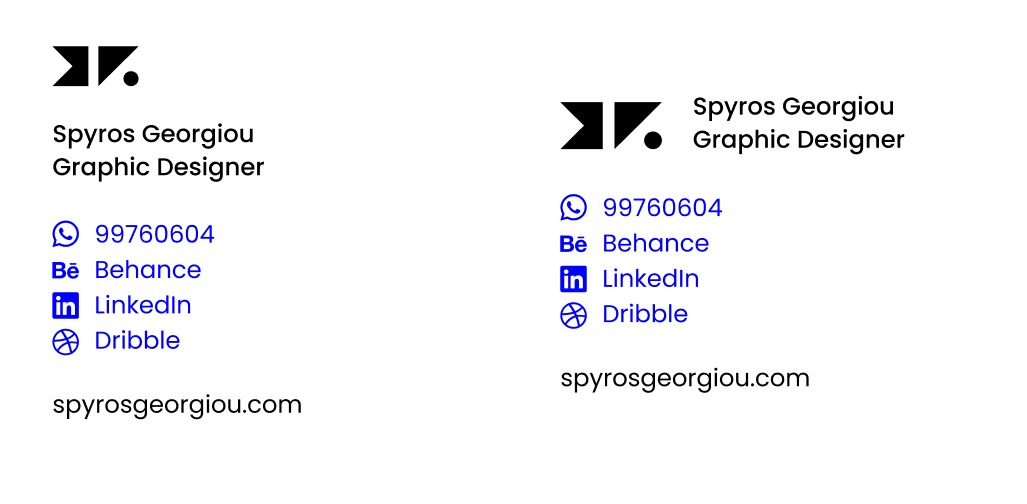 Spyros Georgiou
Graphic Designer
99760604
Bē Behance
in LinkedIn
Dribble
spyrosgeorgiou.com
Spyros Georgiou
Graphic Designer
99760604
Bē Behance
in LinkedIn
Dribble
spyrosgeorgiou.com